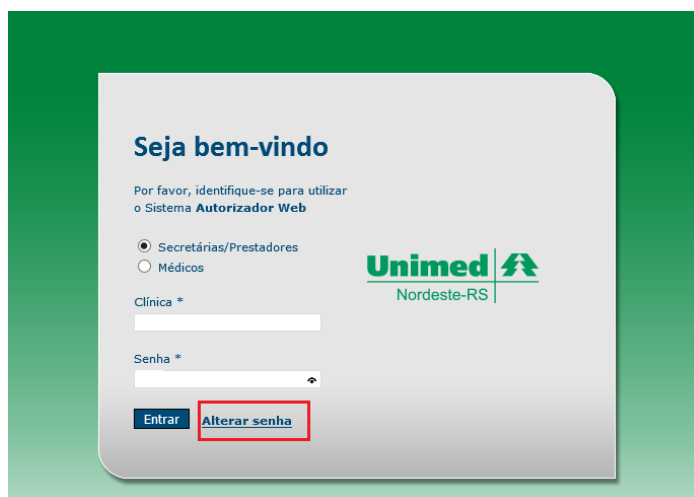 Seja bem-vindo
Por favor, identifique-se para utilizar
o Sistema Autorizador Web
Secretárias/Prestadores
Médicos
Clínica *
Senha *
Entrar
Alterar senha
Unimed
Nordeste-RS